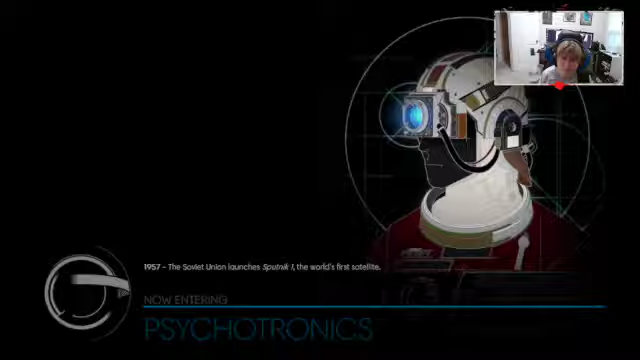 1957 - The Soviet Union launches Sputnik 1, the world's first satellite.
NOW ENTERING
PSYCHOTRONICS